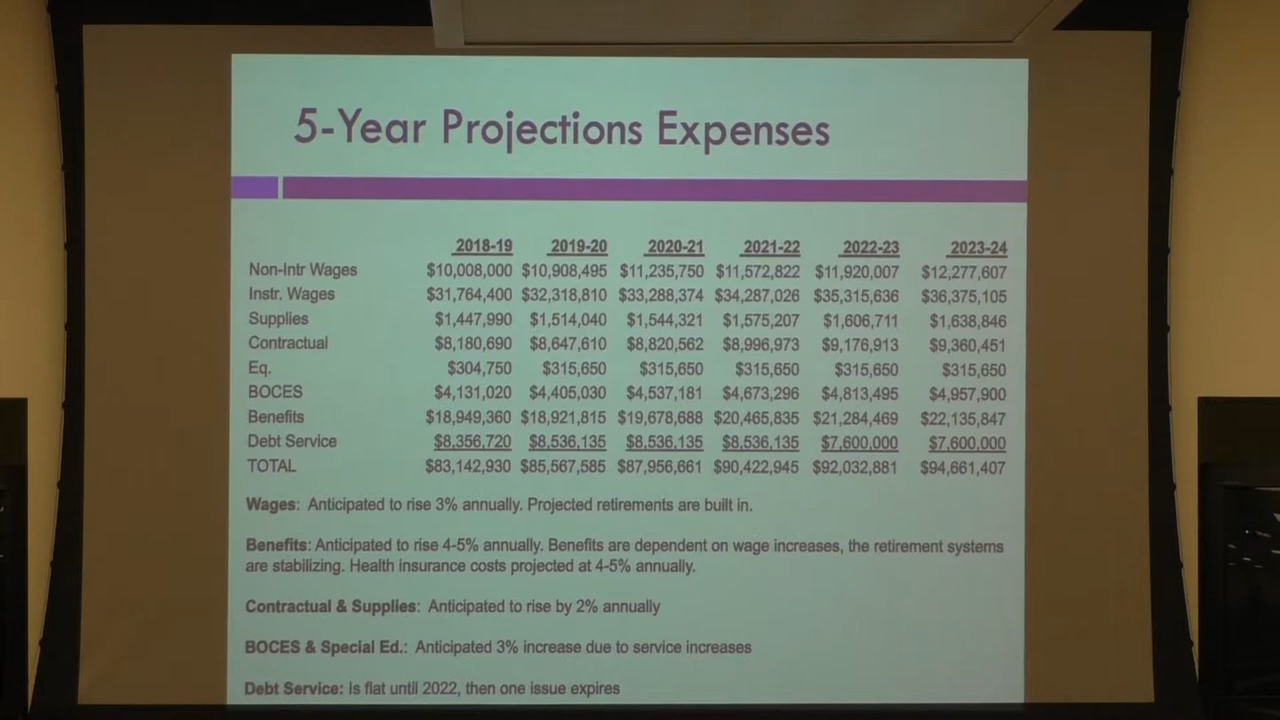 5-Year Projections Expenses
2018-19 2019-20 2020-21 2021-22 2022-23 2023-24
Non-Intr Wages $10,008,000 $10,908,495 $11,235,750 $11,572,822 $11,920,007 $12,277,607
Instr. Wages $31,764,400 $32,318,810 $33,288,374 $34,287,026 $35,315,636 $36,375,105
Supplies $1,447,990 $1,514,040 $1,544,321 $1,575,207 $1,606,711 $1,638,846
Contractual $8,180,690 $8,647,610 $8,820,562 $8,996,973 $9,176,913 $9,360,451
Eq. $304,750 $315,650 $315,650 $315,650 $315,650 $315,650
BOCES $4,131,020 $4,405,030 $4,537,181 $4,673,296 $4,813,495 $4,957,900
Benefits $18,949,360 $18,921,815 $19,678,688 $20,465,835 $21,284,469 $22,135,847
Debt Service $8,356,720 $8,536,135 $8,536,135 $8,536,135 $7,600,000 $7,600,000
TOTAL $83,142,930 $85,567,585 $87,956,661 $90,422,945 $92,032,881 $94,661,407
Wages: Anticipated to rise 3% annually. Projected retirements are built in.
Benefits: Anticipated to rise 4-5% annually. Benefits are dependent on wage increases, the retirement systems
are stabilizing. Health insurance costs projected at 4-5% annually.
Contractual & Supplies: Anticipated to rise by 2% annually
BOCES & Special Ed.: Anticipated 3% increase due to service increases
Debt Service: Is flat until 2022, then one issue expires